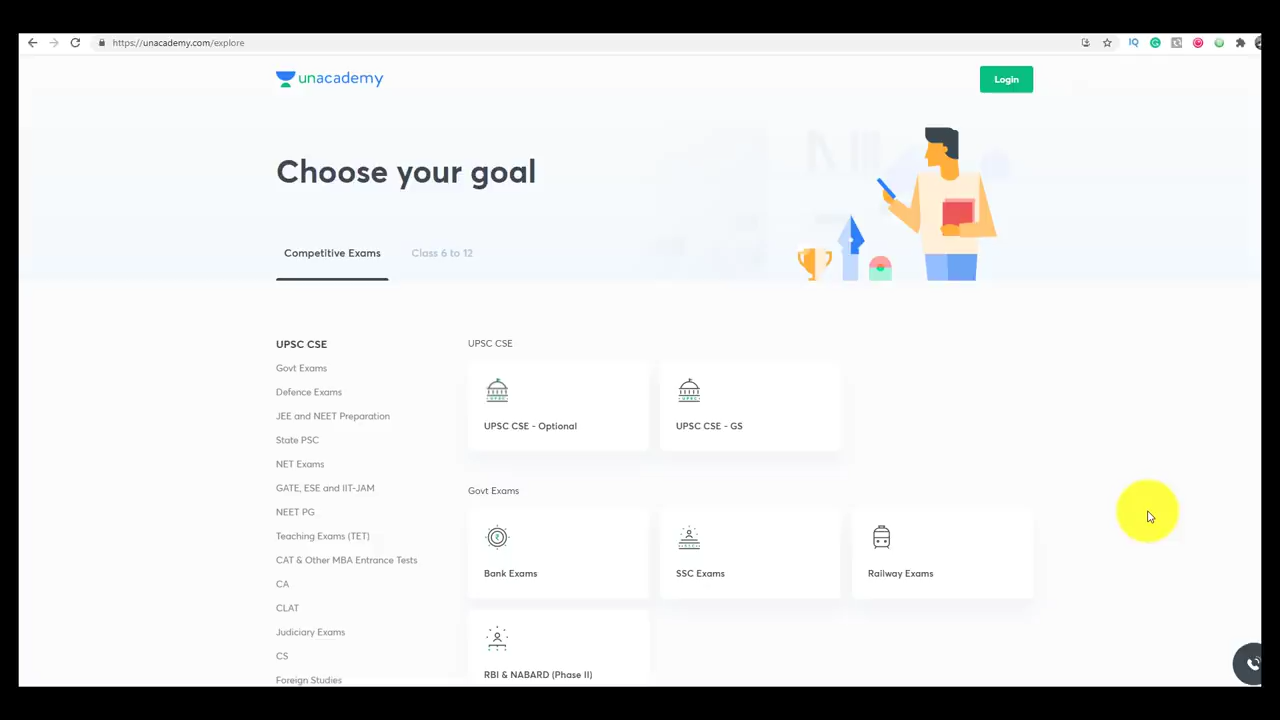 https://unacademy.com/explore
IQ
unacademy
Login
Choose your goal
Competitive Exams
Class 6 to 12
UPSC CSE
Govt Exams
Defence Exams
JEE and NEET Preparation
State PSC
NET Exams
GATE, ESE and IIT-JAM
NEET PG
Teaching Exams (TET)
CAT & Other MBA Entrance Tests
CA
CLAT
Judiciary Exams
CS
Foreign Studies
UPSC CSE
UPSC CSE - Optional
UPSC CSE - GS
Govt Exams
Bank Exams
SSC Exams
Railway Exams
RBI & NABARD (Phase II)